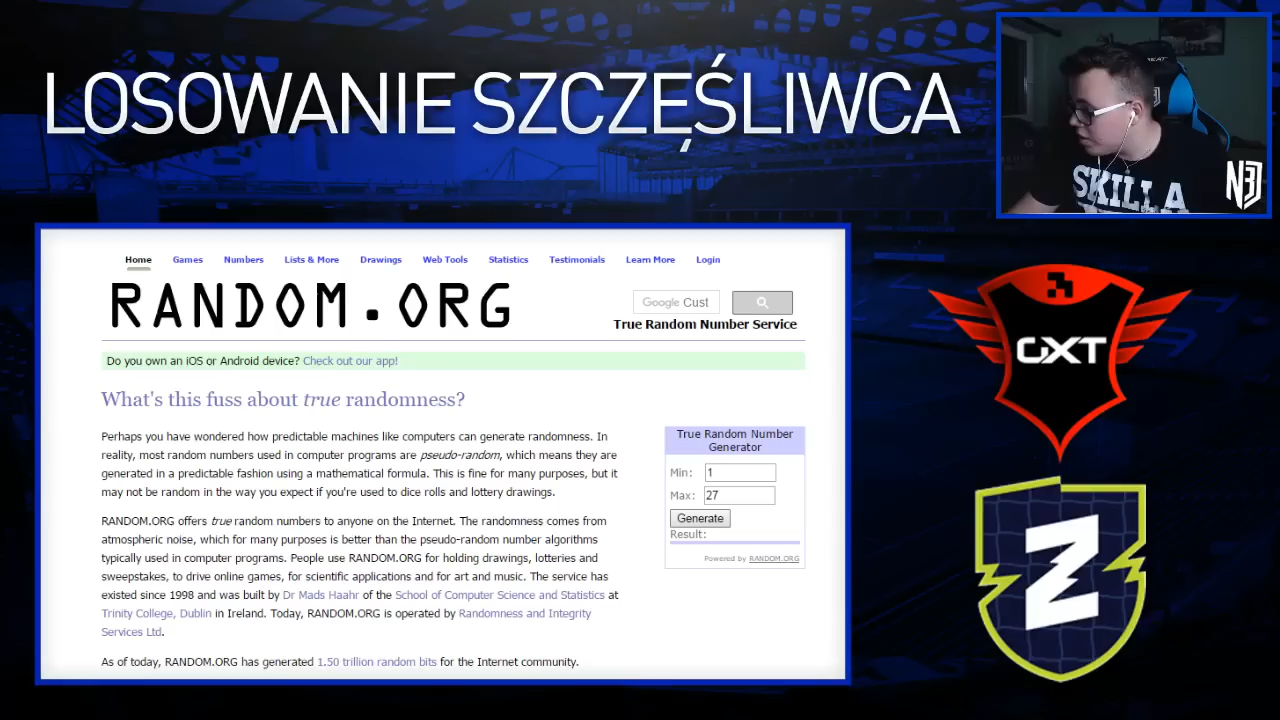 LOSOWANIE SZCZĘŚLIWCA
SKILLA
N3
Home Games Numbers Lists & More Drawings Web Tools Statistics Testimonials Learn More Login
RANDOM.ORG
Google Cust
True Random Number Service
Do you own an iOS or Android device? Check out our app!
What's this fuss about true randomness?
Perhaps you have wondered how predictable machines like computers can generate randomness. In
reality, most random numbers used in computer programs are pseudo-random, which means they are
generated in a predictable fashion using a mathematical formula. This is fine for many purposes, but it
may not be random in the way you expect if you're used to dice rolls and lottery drawings.
RANDOM.ORG offers true random numbers to anyone on the Internet. The randomness comes from
atmospheric noise, which for many purposes is better than the pseudo-random number algorithms
typically used in computer programs. People use RANDOM.ORG for holding drawings, lotteries and
sweepstakes, to drive online games, for scientific applications and for art and music. The service has
existed since 1998 and was built by Dr Mads Haahr of the School of Computer Science and Statistics at
Trinity College, Dublin in Ireland. Today, RANDOM.ORG is operated by Randomness and Integrity
Services Ltd.
As of today, RANDOM.ORG has generated 1.50 trillion random bits for the Internet community.
True Random Number
Generator
Min: 1
Max: 27
Generate
Result:
Powered by RANDOM.ORG
GXT
Z